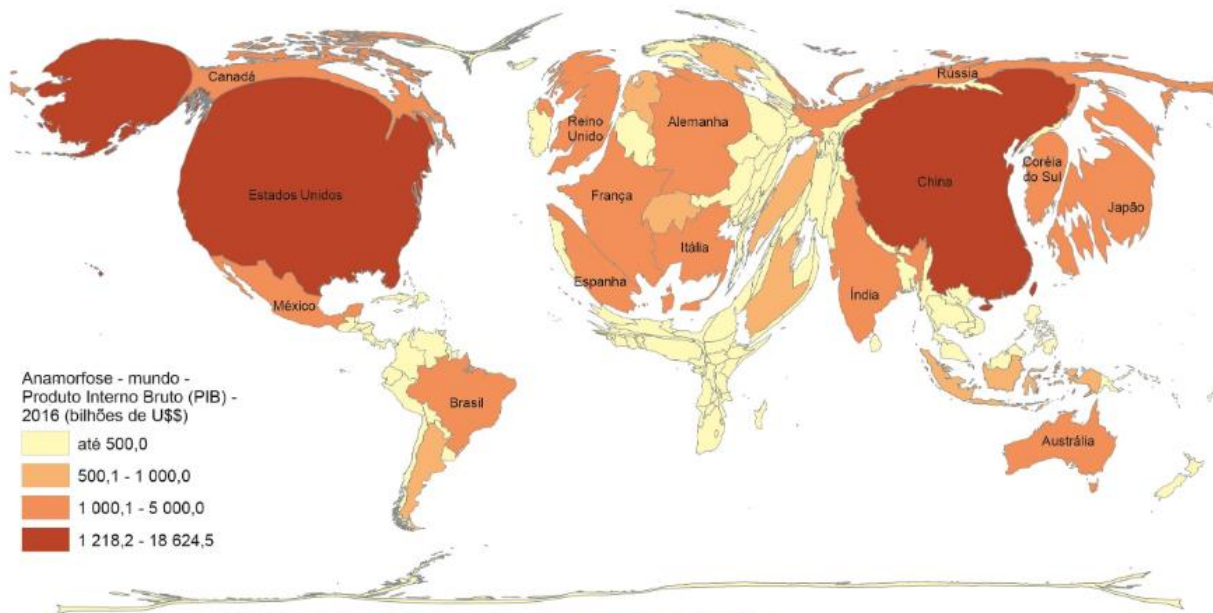 Canadá
Rússia
Reino
Unido
Alemanha
Estados Unidos
França
China
Coréia
do Sul
Japão
Itália
Espanha
México
Índia
Brasil
Austrália
Anamorfose - mundo -
Produto Interno Bruto (PIB) -
2016 (bilhões de U$$)
até 500,0
500,1 - 1 000,0
1 000,1 - 5 000,0
1 218,2 - 18 624,5